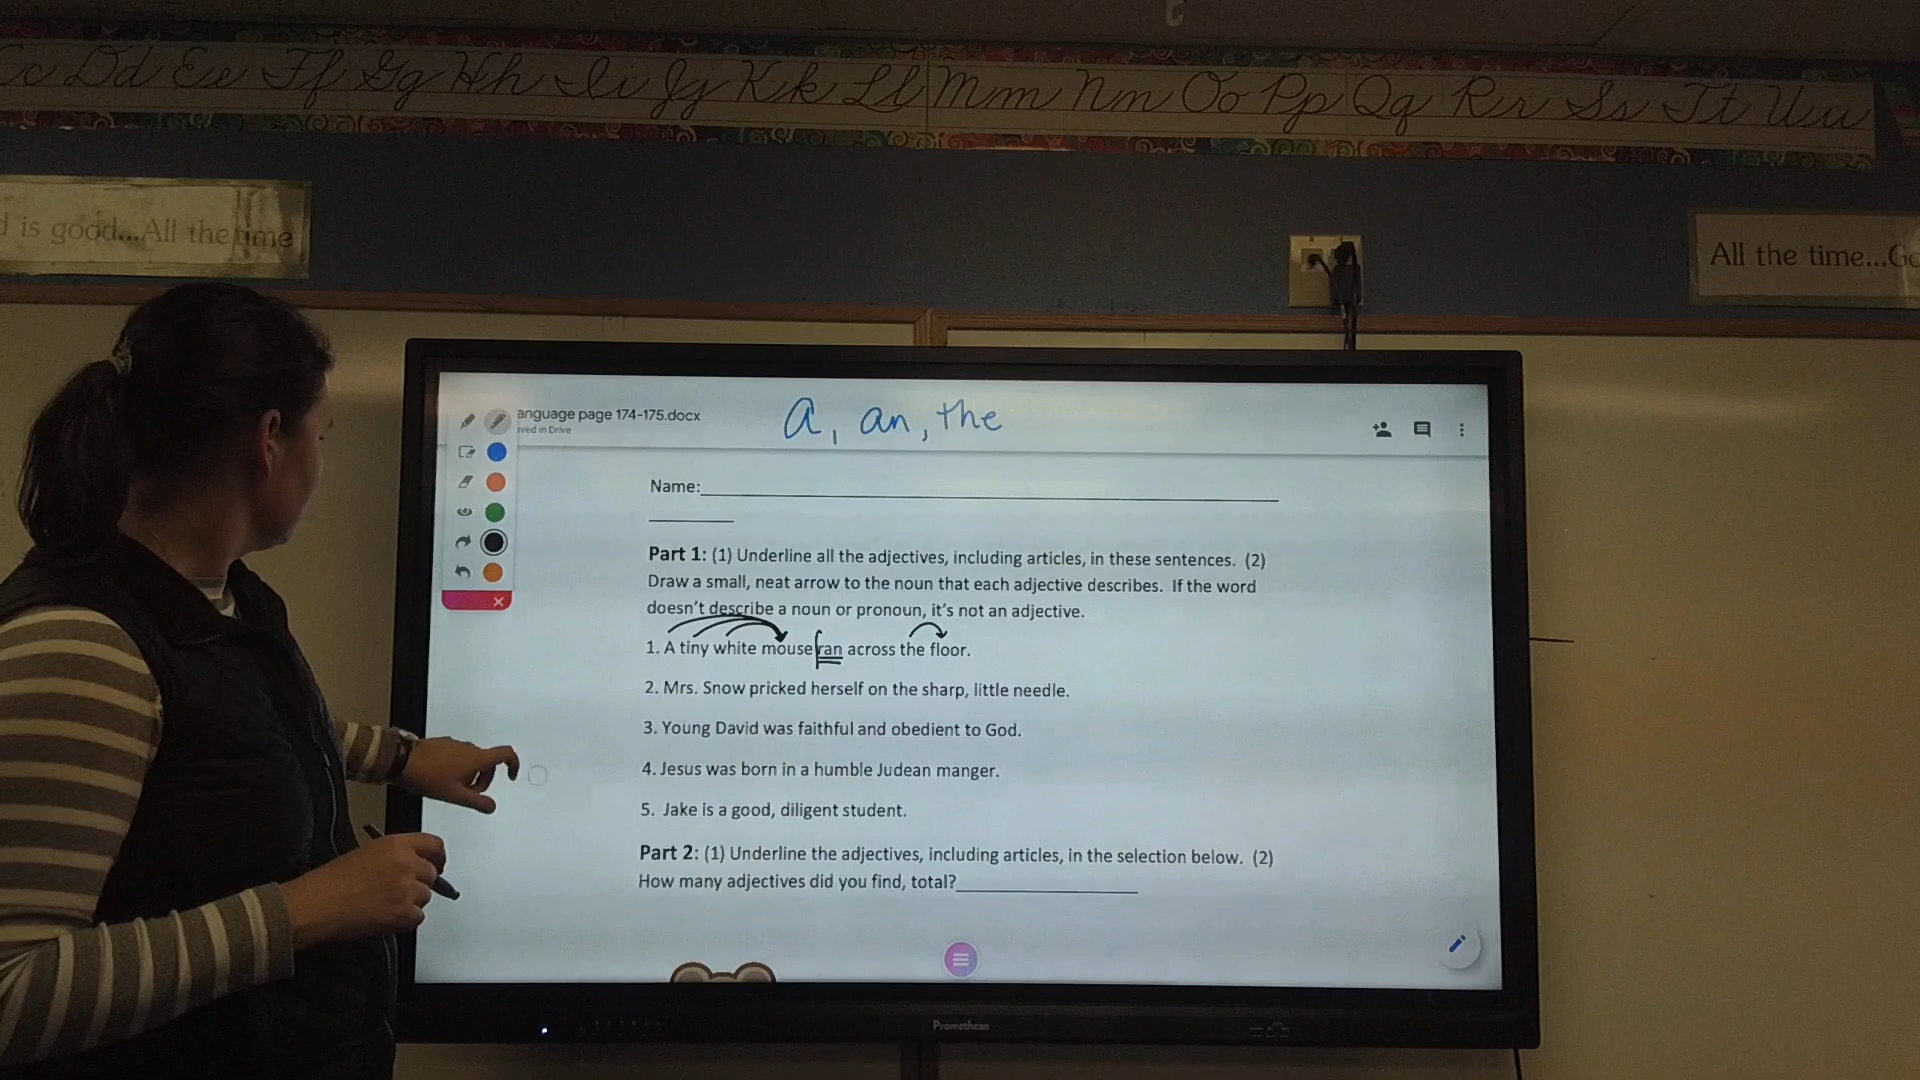 Cc Dd Ee Ff Gg Hh Ii Jj Kk Ll Mm Nn Oo Pp Qq Rr Ss Tt Uu
is good...All the time
All the time...Go
anguage page 174-175.docx
ved in Drive
a, an, the
Name:
Part 1: (1) Underline all the adjectives, including articles, in these sentences. (2)
Draw a small, neat arrow to the noun that each adjective describes. If the word
doesn't describe a noun or pronoun, it's not an adjective.
1. A tiny white mouse ran across the floor.
2. Mrs. Snow pricked herself on the sharp, little needle.
3. Young David was faithful and obedient to God.
4. Jesus was born in a humble Judean manger.
5. Jake is a good, diligent student.
Part 2: (1) Underline the adjectives, including articles, in the selection below. (2)
How many adjectives did you find, total?
Promethean